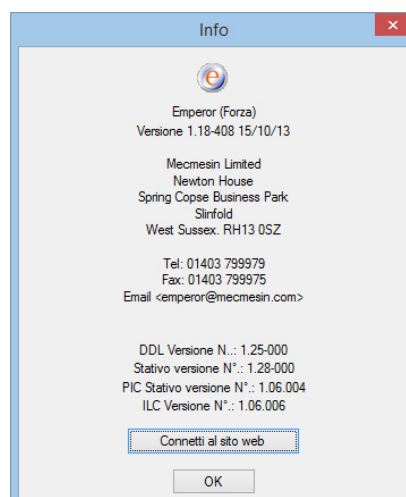 Info
Emperor (Forza)
Versione 1.18-408 15/10/13
Mecmesin Limited
Newton House
Spring Copse Business Park
Slinfold
West Sussex. RH13 0SZ
Tel: 01403 799979
Fax: 01403 799975
Email <emperor@mecmesin.com>
DDL Versione N..: 1.25-000
Stativo versione N°.: 1.28-000
PIC Stativo versione N°.: 1.06.004
ILC Versione N°.: 1.06.006
Connetti al sito web
OK